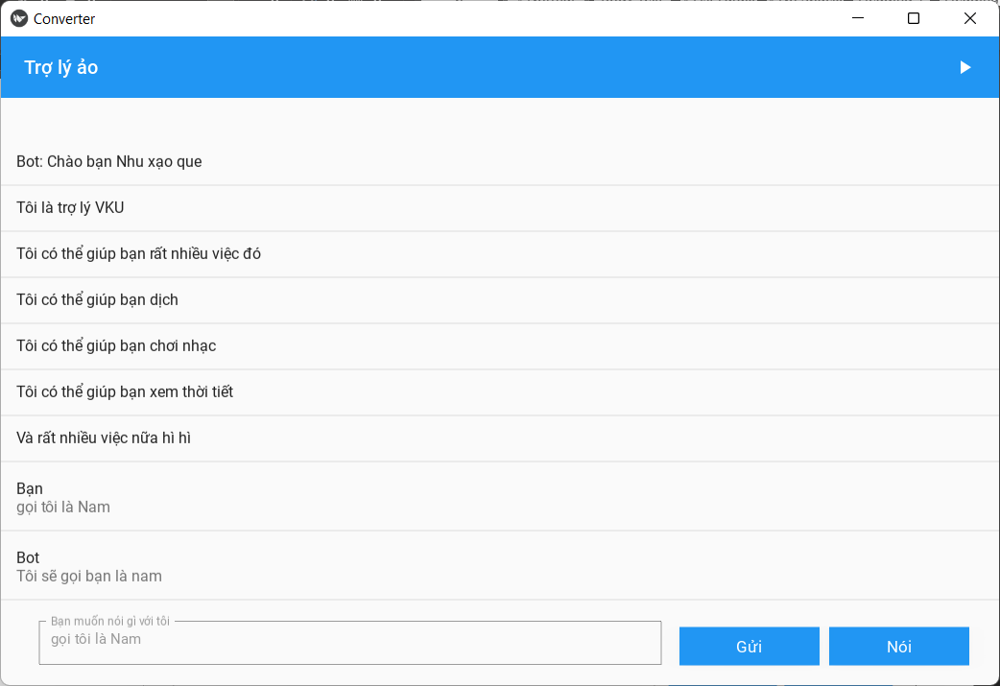 Converter
Trợ lý ảo
Bot: Chào bạn Nhu xạo que
Tôi là trợ lý VKU
Tôi có thể giúp bạn rất nhiều việc đó
Tôi có thể giúp bạn dịch
Tôi có thể giúp bạn chơi nhạc
Tôi có thể giúp bạn xem thời tiết
Và rất nhiều việc nữa hì hì
Bạn
gọi tôi là Nam
Bot
Tôi sẽ gọi bạn là nam
Bạn muốn nói gì với tôi
gọi tôi là Nam
Gửi
Nói